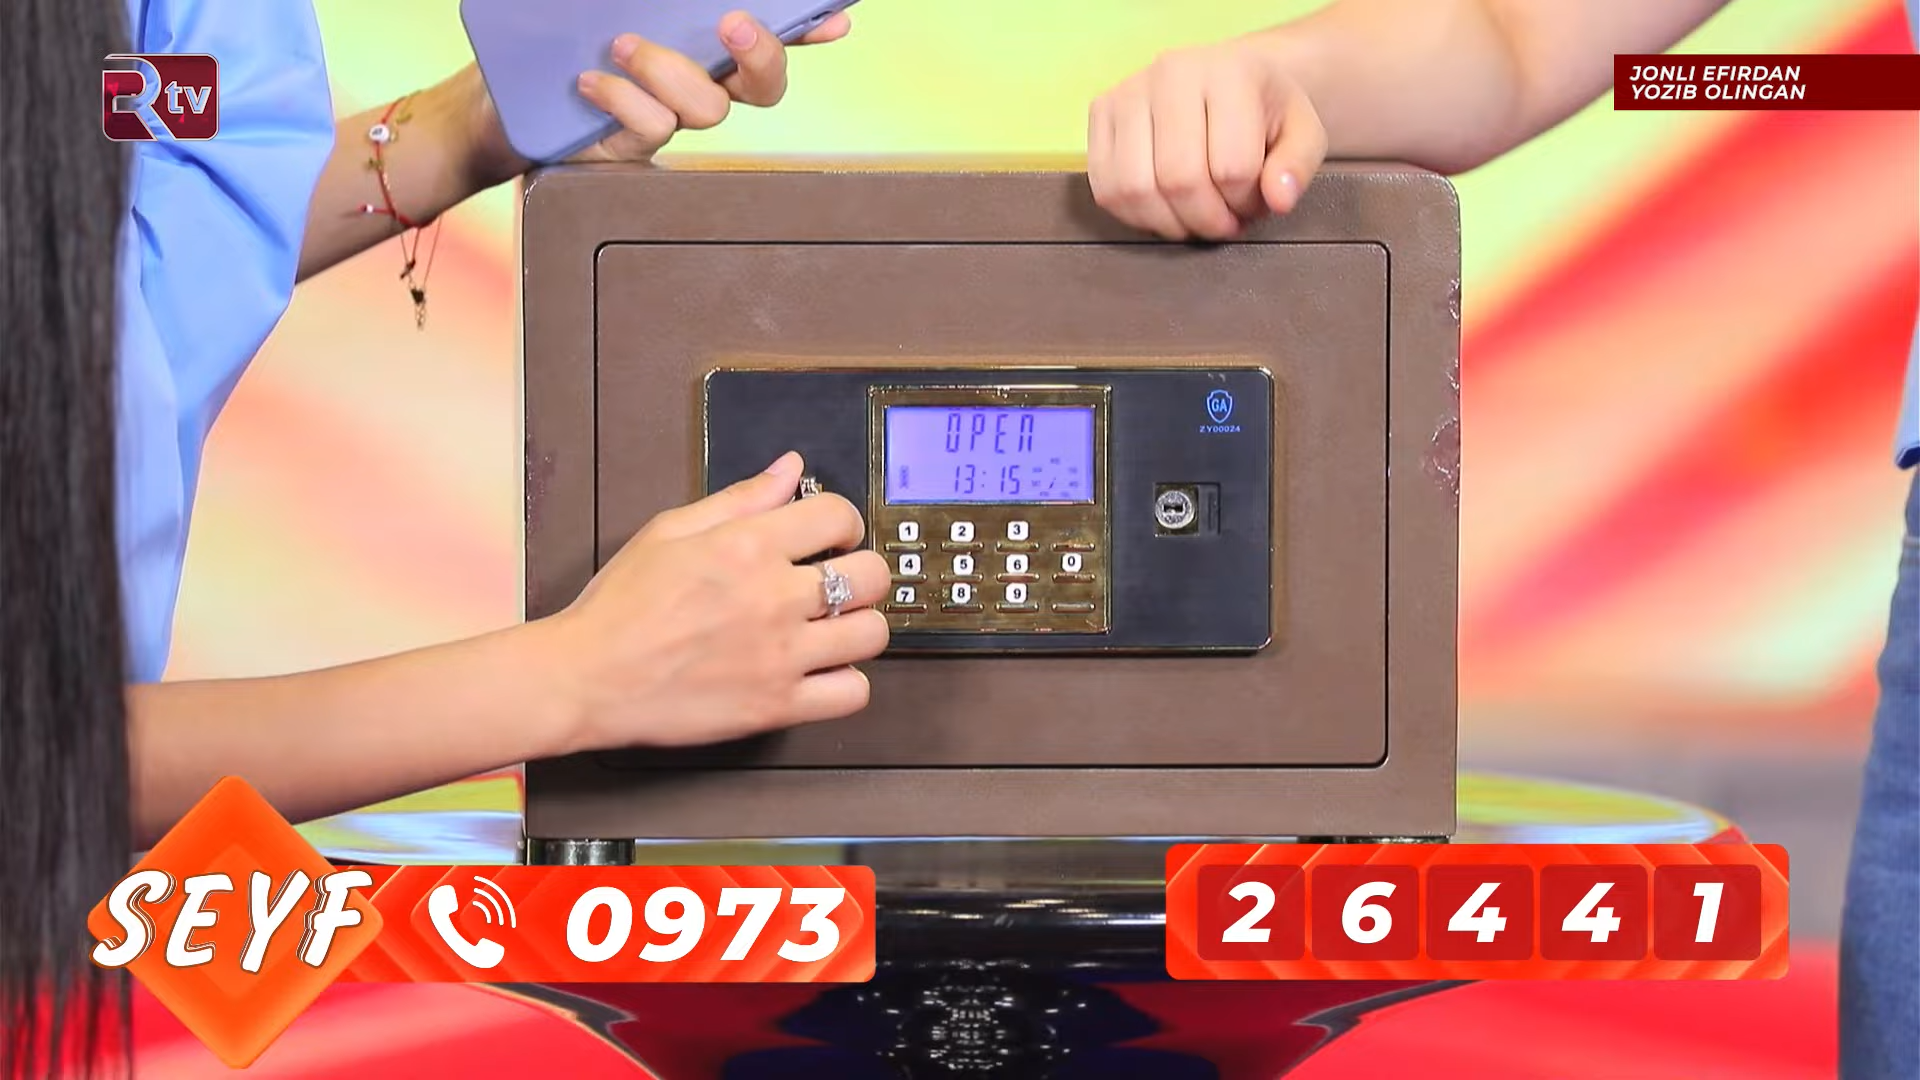 Rtv
JONLI EFIRDAN
YOZIB OLINGAN
GA
ZY00024
OPEN
13:15
1 2 3
4 5 6 0
7 8 9
SEYF 0973
2 6 4 4 1